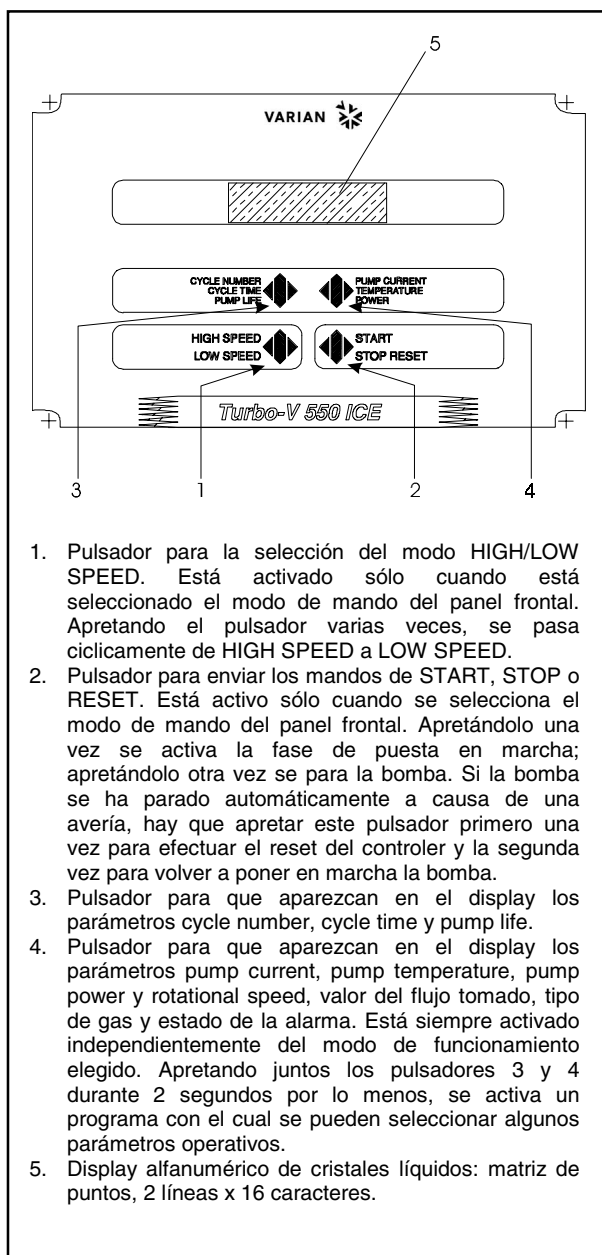 5
VARIAN
CYCLE NUMBER
CYCLE TIME
PUMP LIFE
PUMP CURRENT
TEMPERATURE
POWER
HIGH SPEED
LOW SPEED
START
STOP RESET
Turbo-V 550 ICE
3 1 2 4
1. Pulsador para la selección del modo HIGH/LOW
SPEED. Está activado sólo cuando está
seleccionado el modo de mando del panel frontal.
Apretando el pulsador varias veces, se pasa
ciclicamente de HIGH SPEED a LOW SPEED.
2. Pulsador para enviar los mandos de START, STOP o
RESET. Está activo sólo cuando se selecciona el
modo de mando del panel frontal. Apretándolo una
vez se activa la fase de puesta en marcha;
apretándolo otra vez se para la bomba. Si la bomba
se ha parado automáticamente a causa de una
avería, hay que apretar este pulsador primero una
vez para efectuar el reset del controler y la segunda
vez para volver a poner en marcha la bomba.
3. Pulsador para que aparezcan en el display los
parámetros cycle number, cycle time y pump life.
4. Pulsador para que aparezcan en el display los
parámetros pump current, pump temperature, pump
power y rotational speed, valor del flujo tomado, tipo
de gas y estado de la alarma. Está siempre activado
independientemente del modo de funcionamiento
elegido. Apretando juntos los pulsadores 3 y 4
durante 2 segundos por lo menos, se activa un
programa con el cual se pueden seleccionar algunos
parámetros operativos.
5. Display alfanumérico de cristales líquidos: matriz de
puntos, 2 líneas x 16 caracteres.